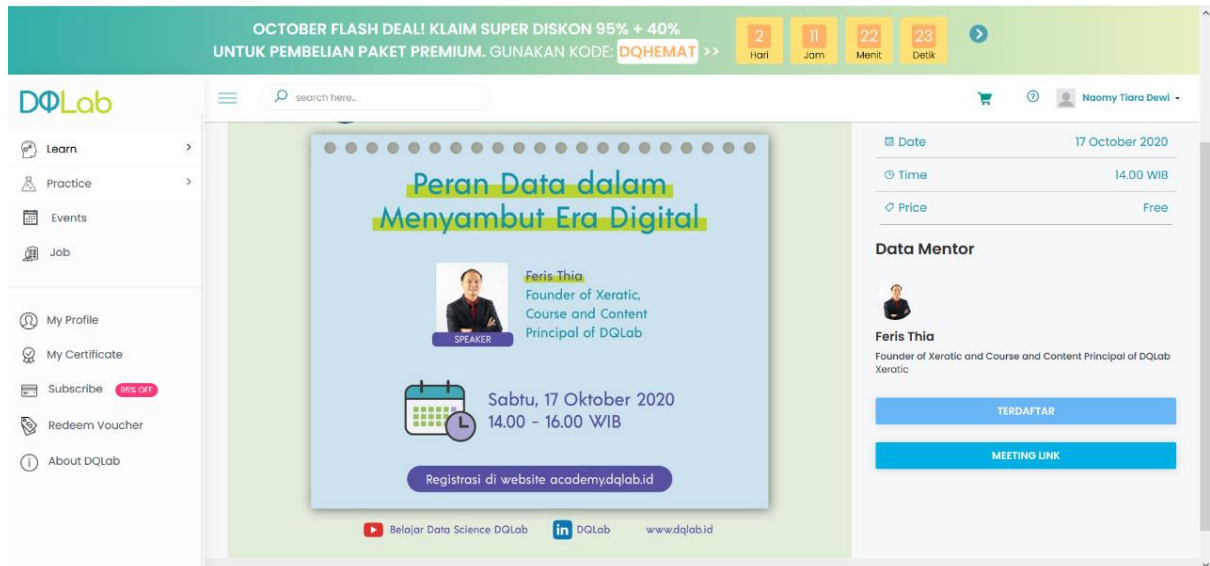 OCTOBER FLASH DEAL! KLAIM SUPER DISKON 95% + 40%
UNTUK PEMBELIAN PAKET PREMIUM. GUNAKAN KODE: DQHEMAT >>
2 11 22 23
Hari Jam Menit Detik
DQLab
search here..
Naomy Tiara Dewi
Learn
Practice
Events
Job
My Profile
My Certificate
Subscribe 95% OFF
Redeem Voucher
About DQLab
Peran Data dalam
Menyambut Era Digital
Feris Thia
Founder of Xeratic,
Course and Content
Principal of DQLab
SPEAKER
Sabtu, 17 Oktober 2020
14.00 - 16.00 WIB
Registrasi di website academy.dqlab.id
Belajar Data Science DQLab in DQLab www.dqlab.id
Date 17 October 2020
Time 14.00 WIB
Price Free
Data Mentor
Feris Thia
Founder of Xeratic and Course and Content Principal of DQLab
Xeratic
TERDAFTAR
MEETING LINK